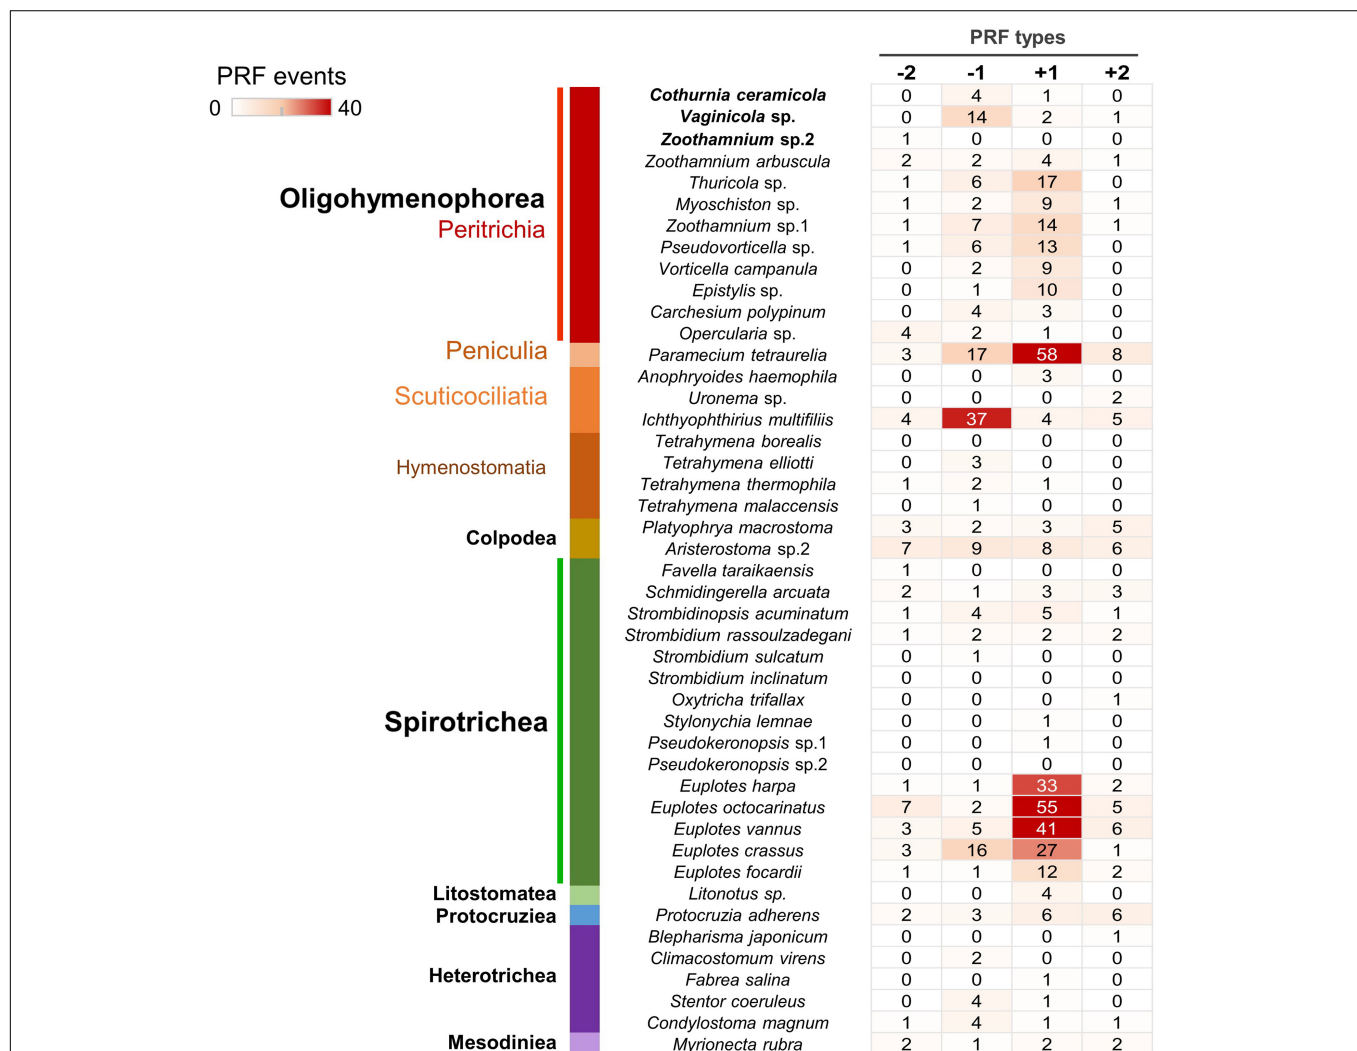 PRF types
PRF events
0 40
-2 -1 +1 +2
Cothurnia ceramicola 0 4 1 0
Vaginicola sp. 0 14 2 1
Zoothamnium sp.2 1 0 0 0
Zoothamnium arbuscula 2 2 4 1
Thuricola sp. 1 6 17 0
Oligohymenophorea
Myoschiston sp. 1 2 9 1
Peritrichia
Zoothamnium sp.1 1 7 14 1
Pseudovorticella sp. 1 6 13 0
Vorticella campanula 0 2 9 0
Epistylis sp. 0 1 10 0
Carchesium polypinum 0 4 3 0
Opercularia sp. 4 2 1 0
Peniculia
Paramecium tetraurelia 3 17 58 8
Anophryoides haemophila 0 0 3 0
Scuticociliatia
Uronema sp. 0 0 0 2
Ichthyophthirius multifiliis 4 37 4 5
Tetrahymena borealis 0 0 0 0
Hymenostomatia
Tetrahymena elliotti 0 3 0 0
Tetrahymena thermophila 1 2 1 0
Tetrahymena malaccensis 0 1 0 0
Platyophrya macrostoma 3 2 3 5
Colpodea
Aristerostoma sp.2 7 9 8 6
Favella taraikaensis 1 0 0 0
Schmidingerella arcuata 2 1 3 3
Strombidinopsis acuminatum 1 4 5 1
Strombidium rassoulzadegani 1 2 2 2
Strombidium sulcatum 0 1 0 0
Strombidium inclinatum 0 0 0 0
Oxytricha trifallax 0 0 0 1
Spirotrichea
Stylonychia lemnae 0 0 1 0
Pseudokeronopsis sp.1 0 0 1 0
Pseudokeronopsis sp.2 0 0 0 0
Euplotes harpa 1 1 33 2
Euplotes octocarinatus 7 2 55 5
Euplotes vannus 3 5 41 6
Euplotes crassus 3 16 27 1
Euplotes focardii 1 1 12 2
Litostomatea
Litonotus sp. 0 0 4 0
Protocruziea
Protocruzia adherens 2 3 6 6
Blepharisma japonicum 0 0 0 1
Climacostomum virens 0 2 0 0
Heterotrichea
Fabrea salina 0 0 1 0
Stentor coeruleus 0 4 1 0
Condylostoma magnum 1 4 1 1
Mesodiniea
Myrionecta rubra 2 1 2 2